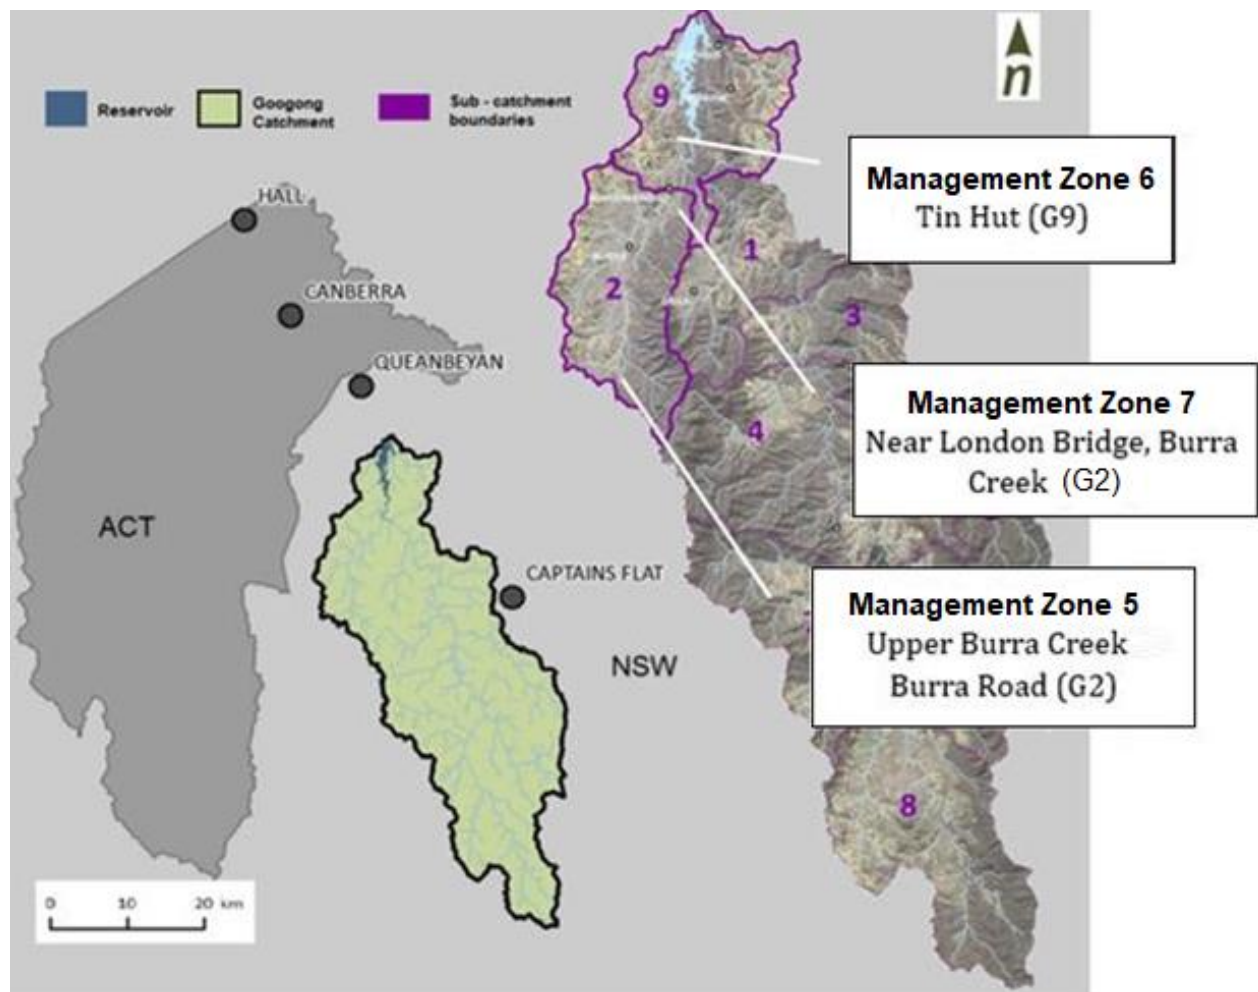 Reservoir
Googong
Catchment
Sub - catchment
boundaries
n
HALL
CANBERRA
QUEANBEYAN
ACT
CAPTAINS FLAT
NSW
0 10 20 km
9
1
2
3
4
8
Management Zone 6
Tin Hut (G9)
Management Zone 7
Near London Bridge, Burra
Creek (G2)
Management Zone 5
Upper Burra Creek
Burra Road (G2)